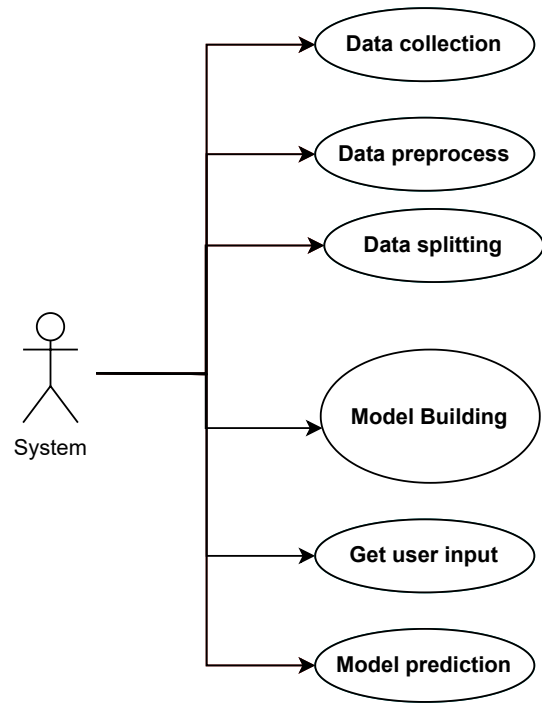 Data collection
Data preprocess
Data splitting
Model Building
System
Get user input
Model prediction